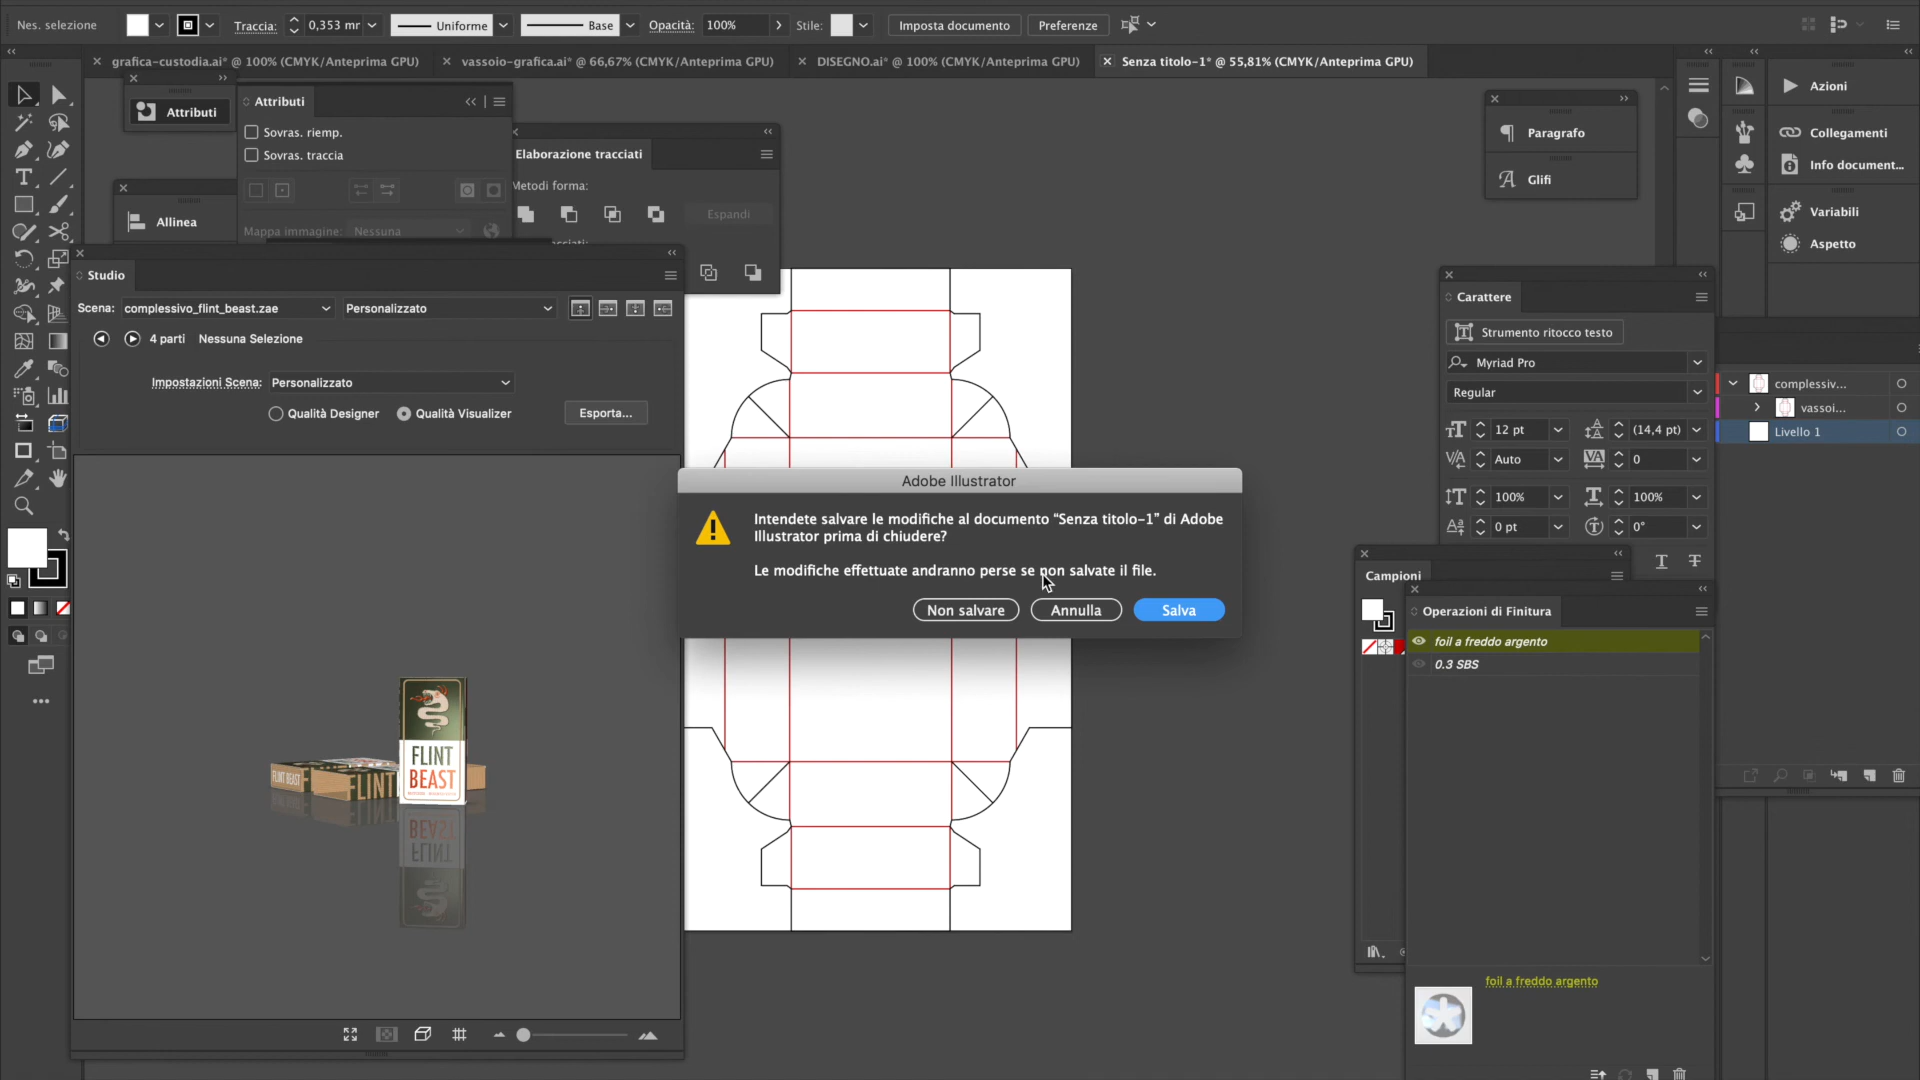 Nes. selezione
Traccia:
0,353 mr
Uniforme
Base
Opacità:
100%
Stile:
Imposta documento
Preferenze
grafica-custodia.ai* @ 100% (CMYK/Anteprima GPU)
vassoio-grafica.ai* @ 66,67% (CMYK/Anteprima GPU)
DISEGNO.ai* @ 100% (CMYK/Anteprima GPU)
Senza titolo-1* @ 55,81% (CMYK/Anteprima GPU)
Attributi
Attributi
Sovras. riemp.
Sovras. traccia
Mappa immagine:
Nessuna
Allinea
Elaborazione tracciati
Metodi forma:
Espandi
Studio
Scena:
complessivo_flint_beast.zae
Personalizzato
4 parti
Nessuna Selezione
Impostazioni Scena:
Personalizzato
Qualità Designer
Qualità Visualizer
Esporta...
FLINT
BEAST
FLINT BEAST
FLINT
Adobe Illustrator
Intendete salvare le modifiche al documento “Senza titolo-1” di Adobe
Illustrator prima di chiudere?
Le modifiche effettuate andranno perse se non salvate il file.
Non salvare
Annulla
Salva
Paragrafo
Glifi
Azioni
Collegamenti
Info document...
Variabili
Aspetto
Carattere
Strumento ritocco testo
Myriad Pro
Regular
12 pt
(14,4 pt)
Auto
0
100%
100%
0 pt
0°
complessiv...
vassoi...
Livello 1
Campioni
Operazioni di Finitura
foil a freddo argento
0.3 SBS
foil a freddo argento